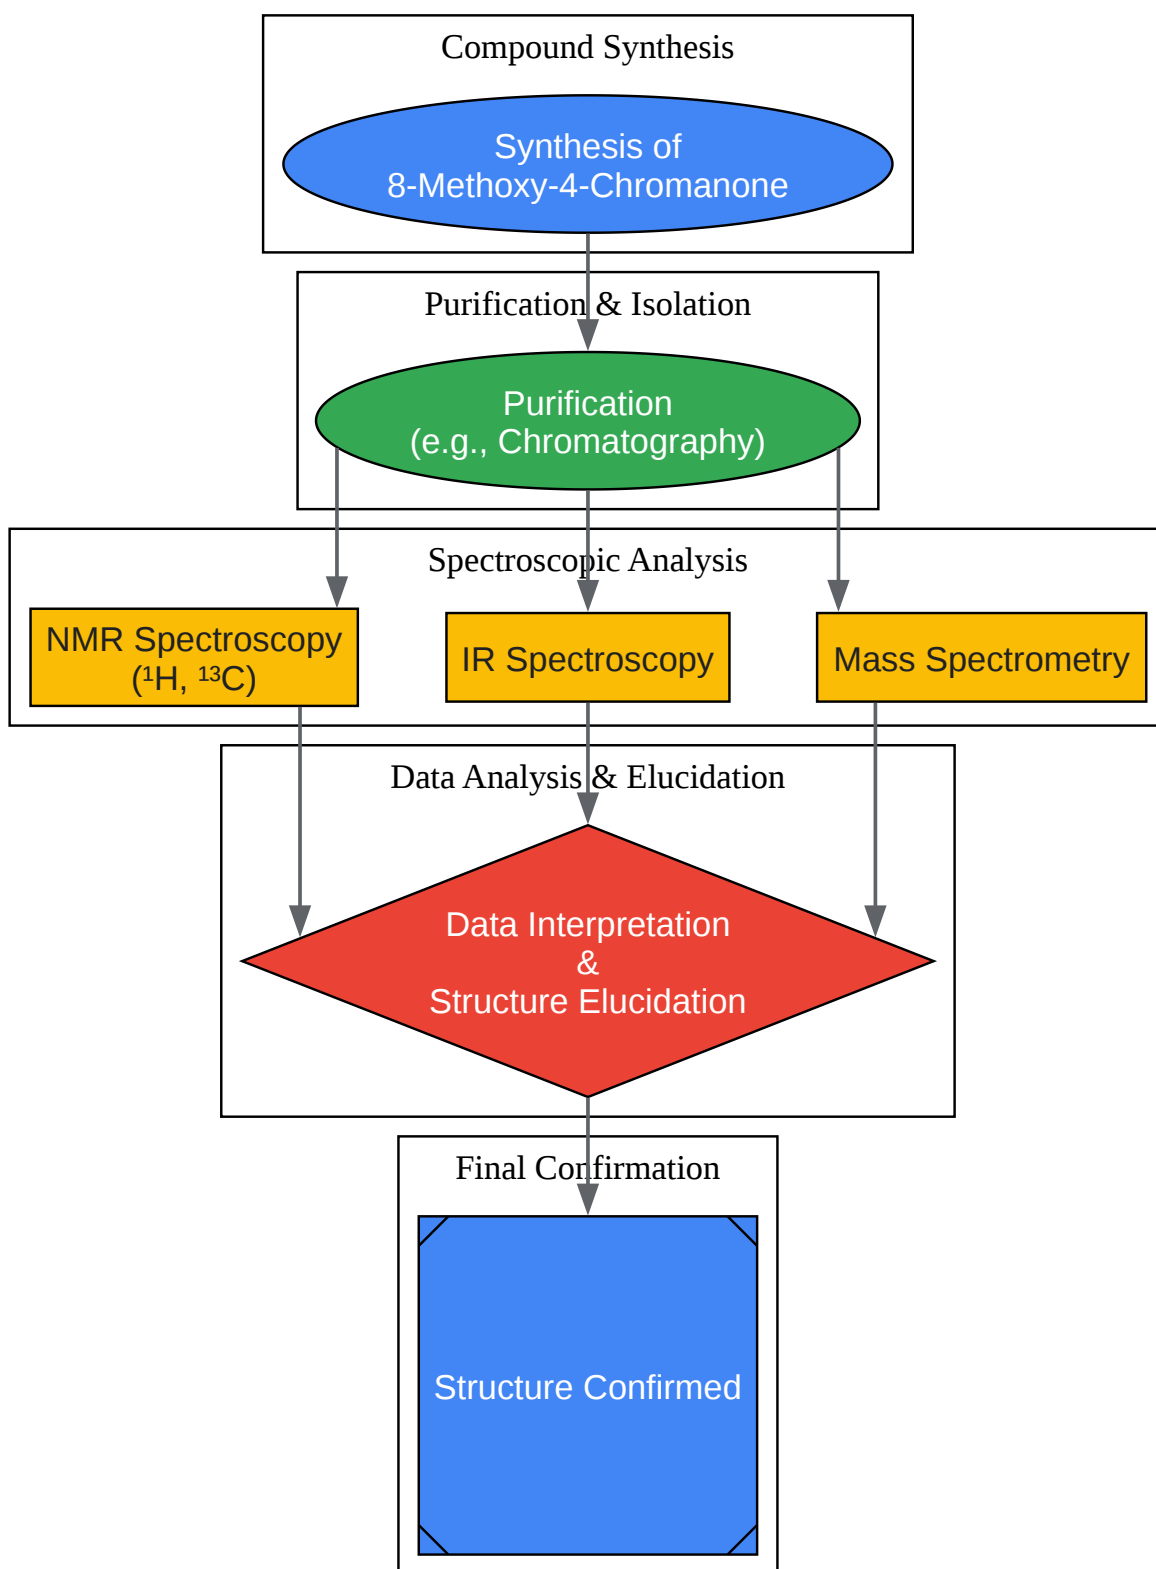 Compound Synthesis
Synthesis of
8-Methoxy-4-Chromanone
Purification & Isolation
Purification
(e.g., Chromatography)
Spectroscopic Analysis
NMR Spectroscopy
(¹H, ¹³C)
IR Spectroscopy
Mass Spectrometry
Data Analysis & Elucidation
Data Interpretation
&
Structure Elucidation
Final Confirmation
Structure Confirmed